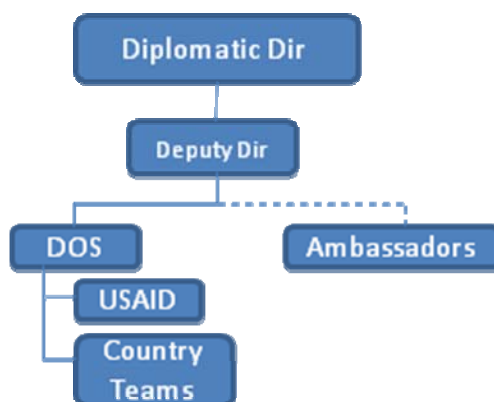 Diplomatic Dir
Deputy Dir
DOS
Ambassadors
USAID
Country
Teams